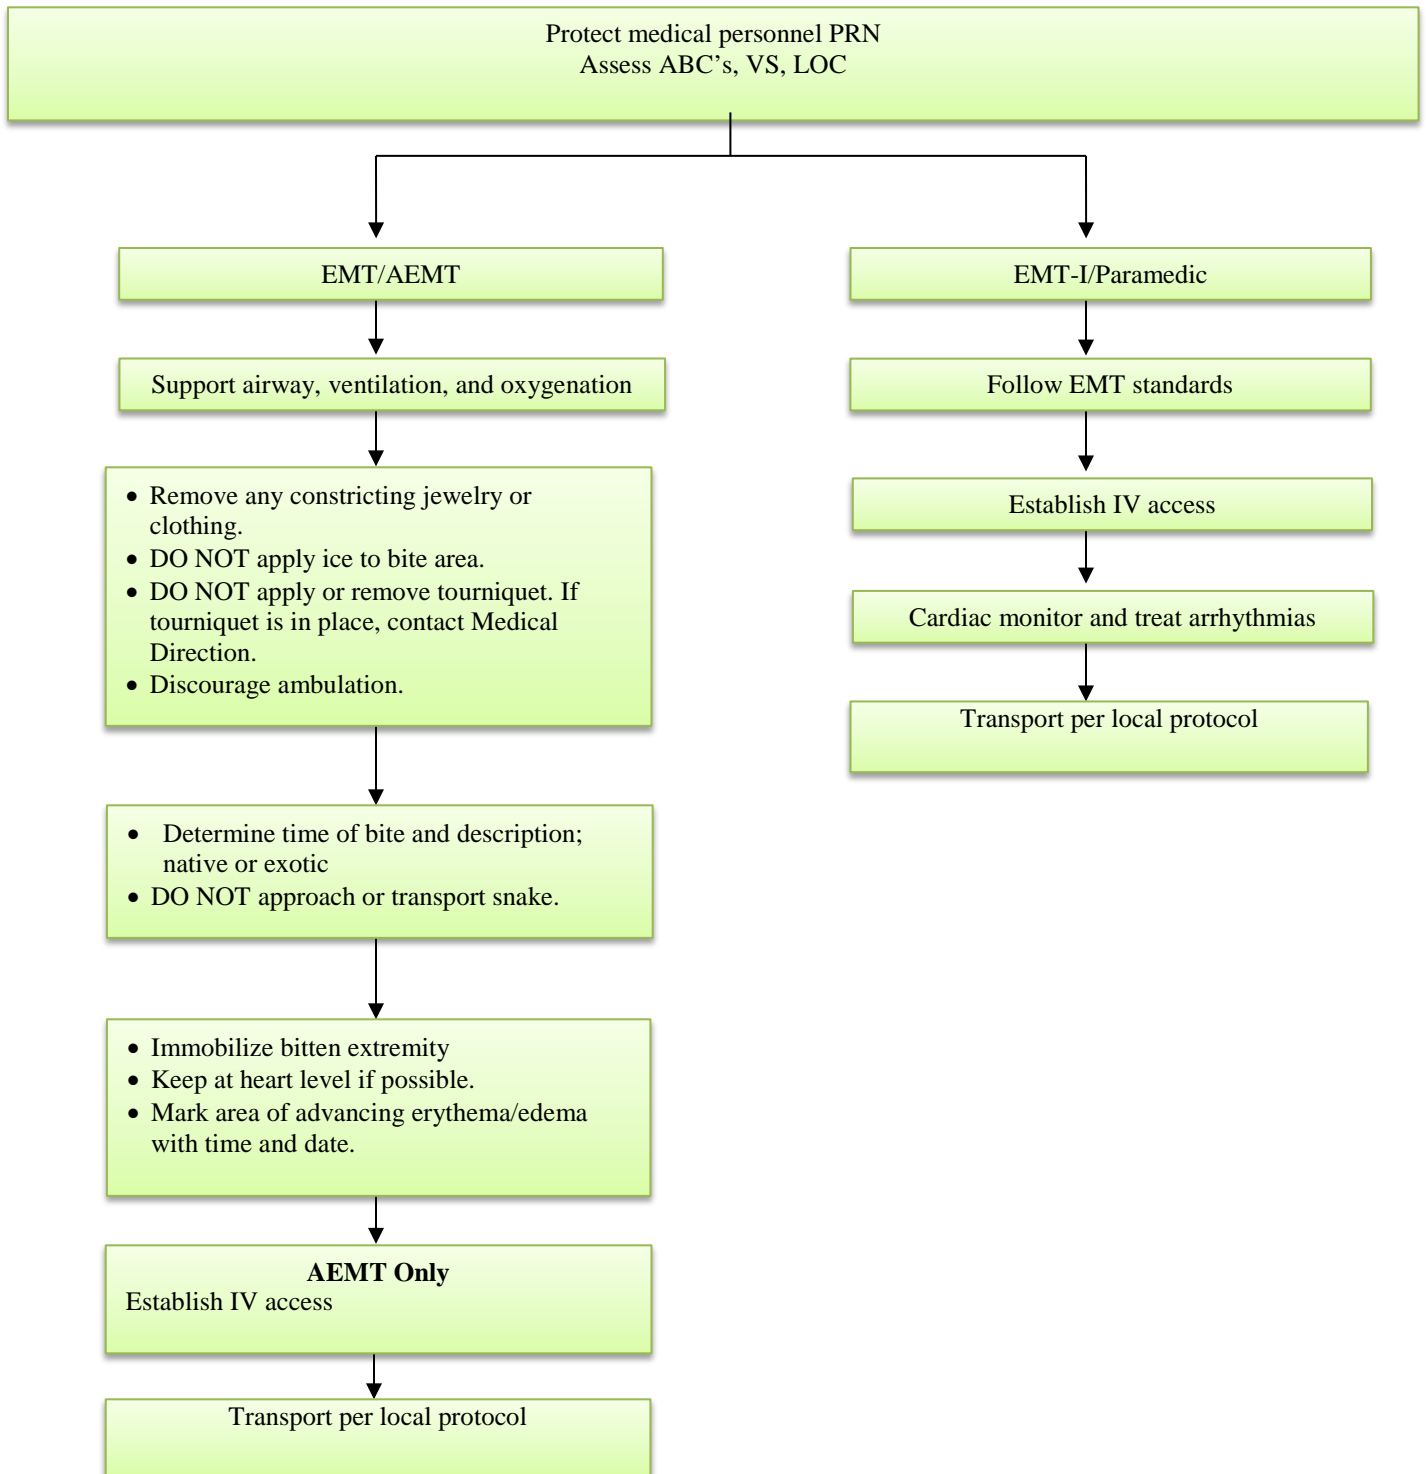 Protect medical personnel PRN
Assess ABC’s, VS, LOC
EMT/AEMT
Support airway, ventilation, and oxygenation
• Remove any constricting jewelry or
clothing.
• DO NOT apply ice to bite area.
• DO NOT apply or remove tourniquet. If
tourniquet is in place, contact Medical
Direction.
• Discourage ambulation.
• Determine time of bite and description;
native or exotic
• DO NOT approach or transport snake.
• Immobilize bitten extremity
• Keep at heart level if possible.
• Mark area of advancing erythema/edema
with time and date.
AEMT Only
Establish IV access
Transport per local protocol
EMT-I/Paramedic
Follow EMT standards
Establish IV access
Cardiac monitor and treat arrhythmias
Transport per local protocol